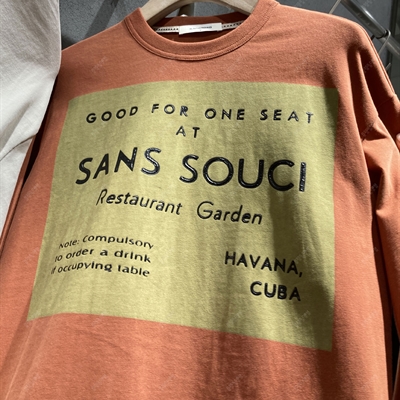 GOOD FOR ONE SEAT
AT
SANS SOUCI
Restaurant Garden
Note: Compulsory
to order a drink
if occupying table
HAVANA,
CUBA